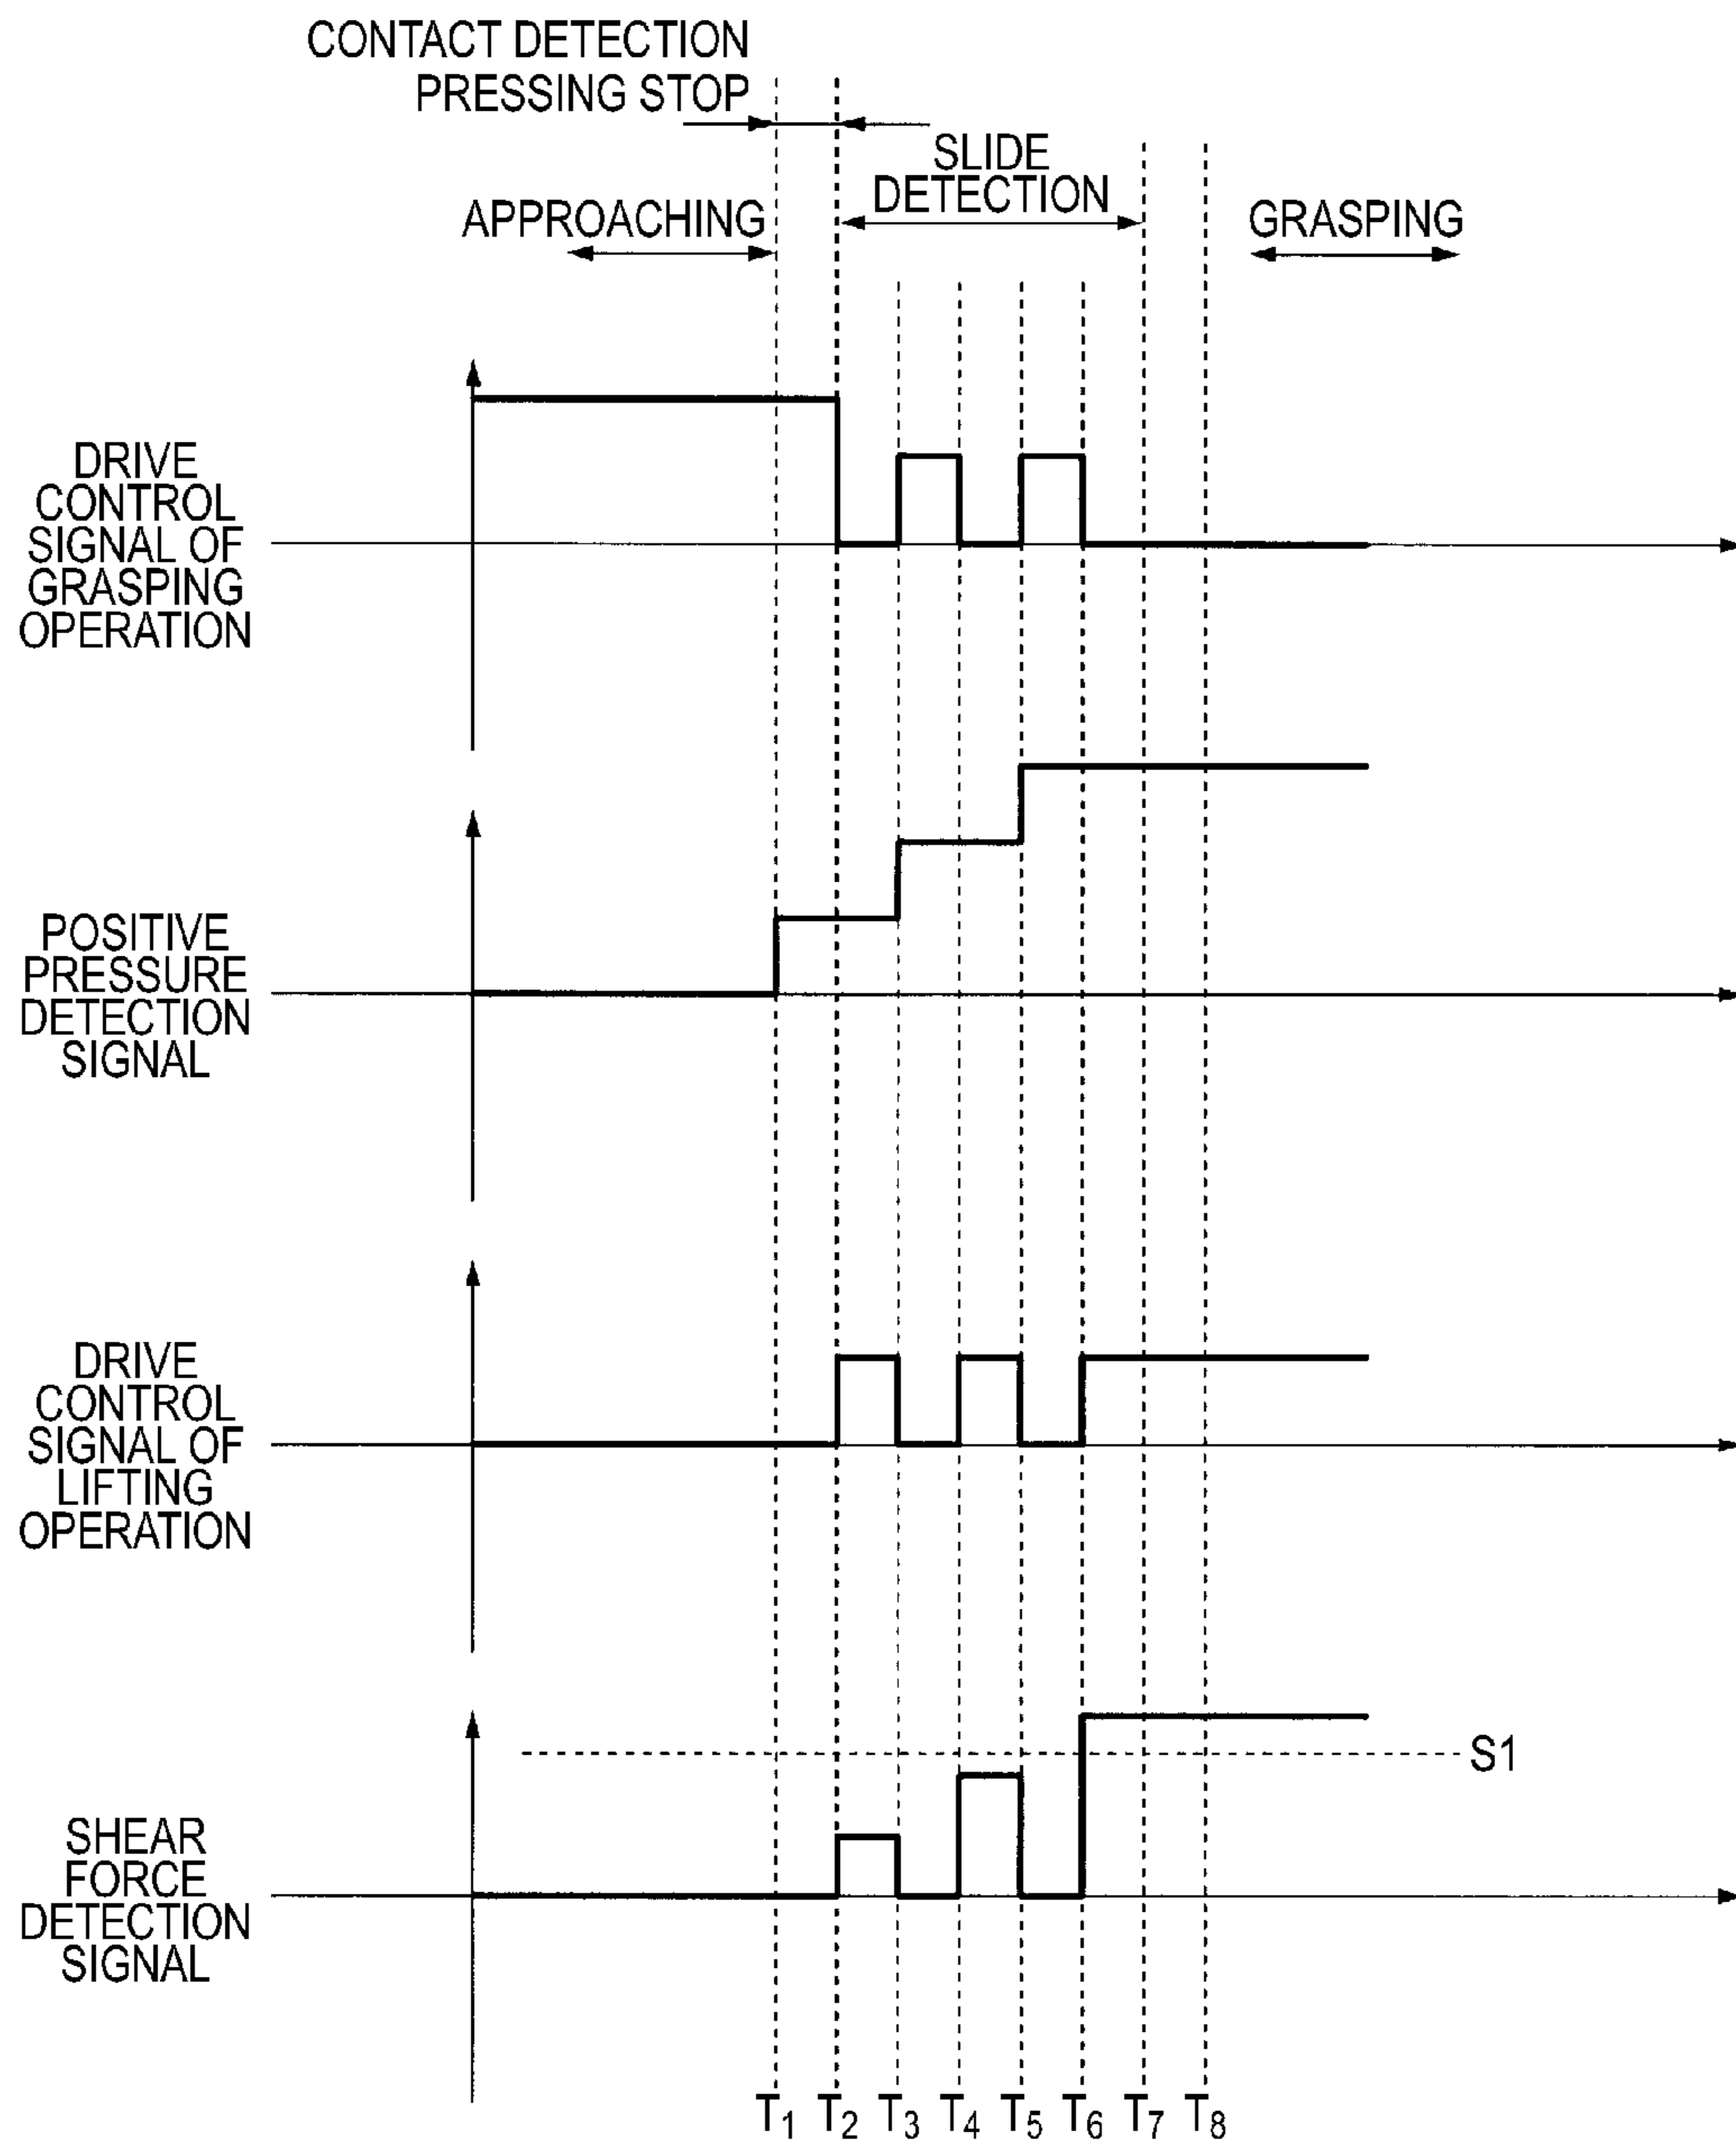 CONTACT DETECTION
PRESSING STOP
SLIDE
DETECTION
APPROACHING
GRASPING
DRIVE
CONTROL
SIGNAL OF
GRASPING
OPERATION
POSITIVE
PRESSURE
DETECTION
SIGNAL
DRIVE
CONTROL
SIGNAL OF
LIFTING
OPERATION
S1
SHEAR
FORCE
DETECTION
SIGNAL
T1 T2 T3 T4 T5 T6 T7 T8